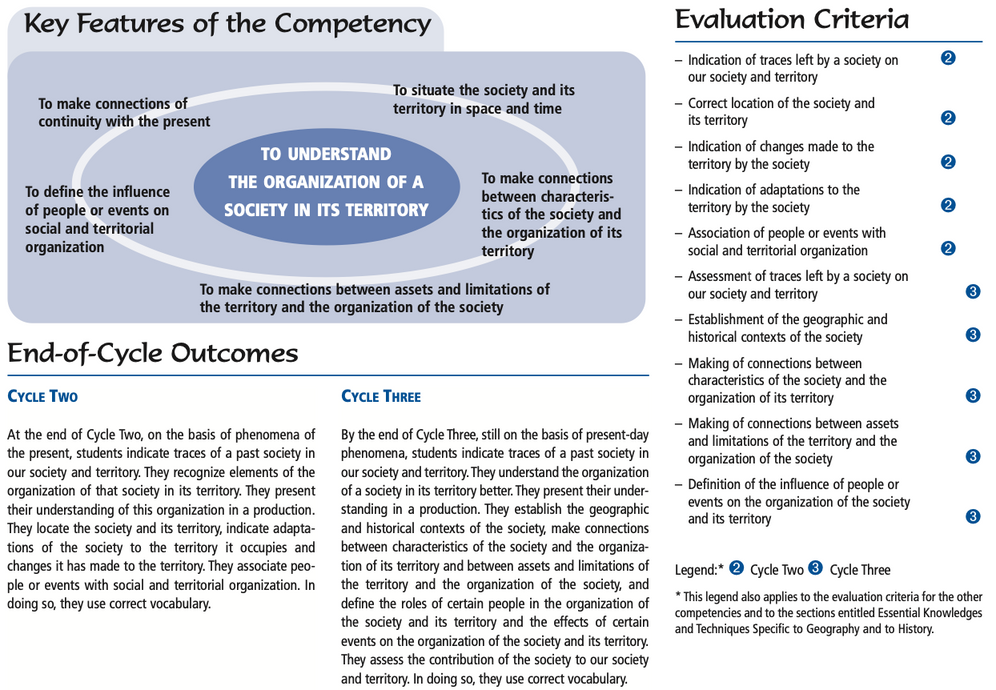 Key Features of the Competency
To make connections of
continuity with the present
To situate the society and its
territory in space and time
TO UNDERSTAND
THE ORGANIZATION OF A
SOCIETY IN ITS TERRITORY
To define the influence
of people or events on
social and territorial
organization
To make connections
between characteris-
tics of the society and
the organization of its
territory
To make connections between assets and limitations of
the territory and the organization of the society
End-of-Cycle Outcomes
CYCLE TWO
At the end of Cycle Two, on the basis of phenomena of
the present, students indicate traces of a past society in
our society and territory. They recognize elements of the
organization of that society in its territory. They present
their understanding of this organization in a production.
They locate the society and its territory, indicate adapta-
tions of the society to the territory it occupies and
changes it has made to the territory. They associate peo-
ple or events with social and territorial organization. In
doing so, they use correct vocabulary.
CYCLE THREE
By the end of Cycle Three, still on the basis of present-day
phenomena, students indicate traces of a past society in
our society and territory. They understand the organization
of a society in its territory better. They present their under-
standing in a production. They establish the geographic
and historical contexts of the society, make connections
between characteristics of the society and the organiza-
tion of its territory and between assets and limitations of
the territory and the organization of the society, and
define the roles of certain people in the organization of
the society and its territory and the effects of certain
events on the organization of the society and its territory.
They assess the contribution of the society to our society
and territory. In doing so, they use correct vocabulary.
Evaluation Criteria
– Indication of traces left by a society on 2
our society and territory
– Correct location of the society and
its territory 2
– Indication of changes made to the
territory by the society 2
– Indication of adaptations to the
territory by the society 2
– Association of people or events with
social and territorial organization 2
– Assessment of traces left by a society on
our society and territory 3
– Establishment of the geographic and
historical contexts of the society 3
– Making of connections between
characteristics of the society and the
organization of its territory 3
– Making of connections between assets
and limitations of the territory and the
organization of the society 3
– Definition of the influence of people or
events on the organization of the society
and its territory 3
Legend:* 2 Cycle Two 3 Cycle Three
* This legend also applies to the evaluation criteria for the other
competencies and to the sections entitled Essential Knowledges
and Techniques Specific to Geography and to History.